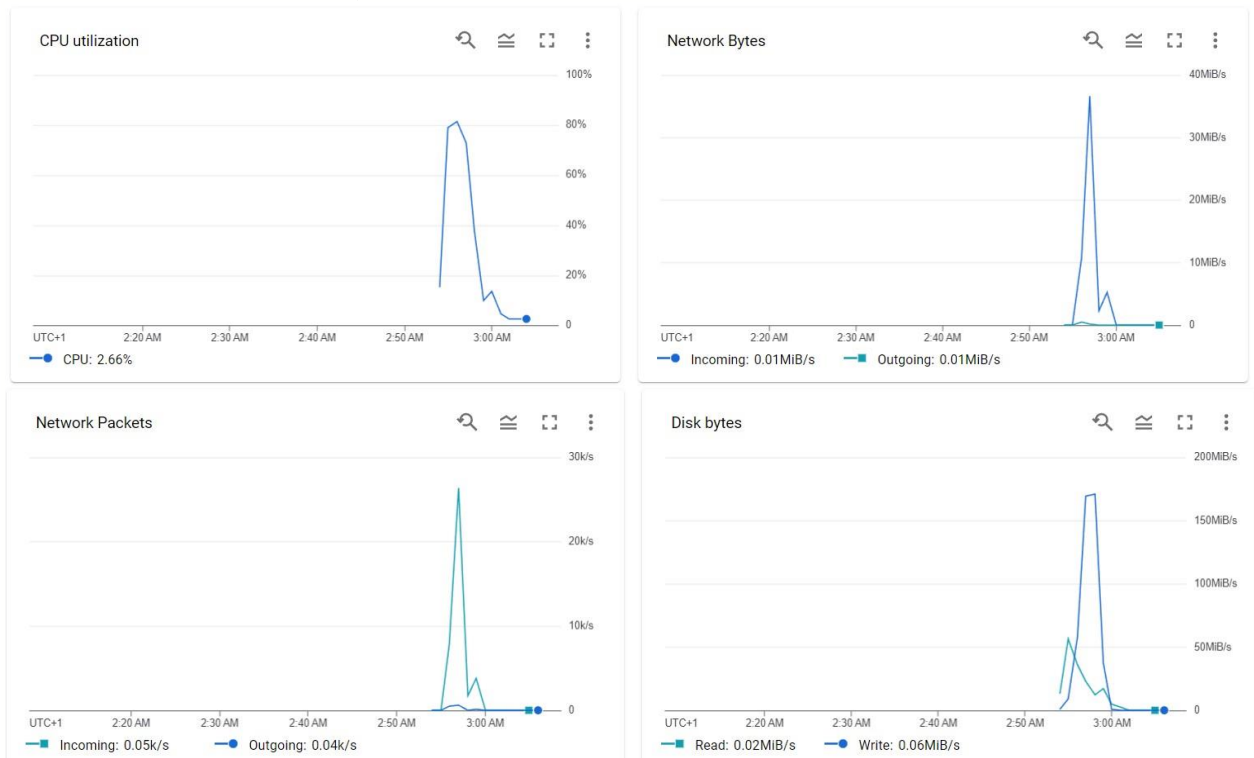 CPU utilization
100%
80%
60%
40%
20%
0
UTC+1 2:20 AM 2:30 AM 2:40 AM 2:50 AM 3:00 AM
CPU: 2.66%
Network Bytes
40MiB/s
30MiB/s
20MiB/s
10MiB/s
0
UTC+1 2:20 AM 2:30 AM 2:40 AM 2:50 AM 3:00 AM
Incoming: 0.01MiB/s Outgoing: 0.01MiB/s
Network Packets
30k/s
20k/s
10k/s
0
UTC+1 2:20 AM 2:30 AM 2:40 AM 2:50 AM 3:00 AM
Incoming: 0.05k/s Outgoing: 0.04k/s
Disk bytes
200MiB/s
150MiB/s
100MiB/s
50MiB/s
0
UTC+1 2:20 AM 2:30 AM 2:40 AM 2:50 AM 3:00 AM
Read: 0.02MiB/s Write: 0.06MiB/s